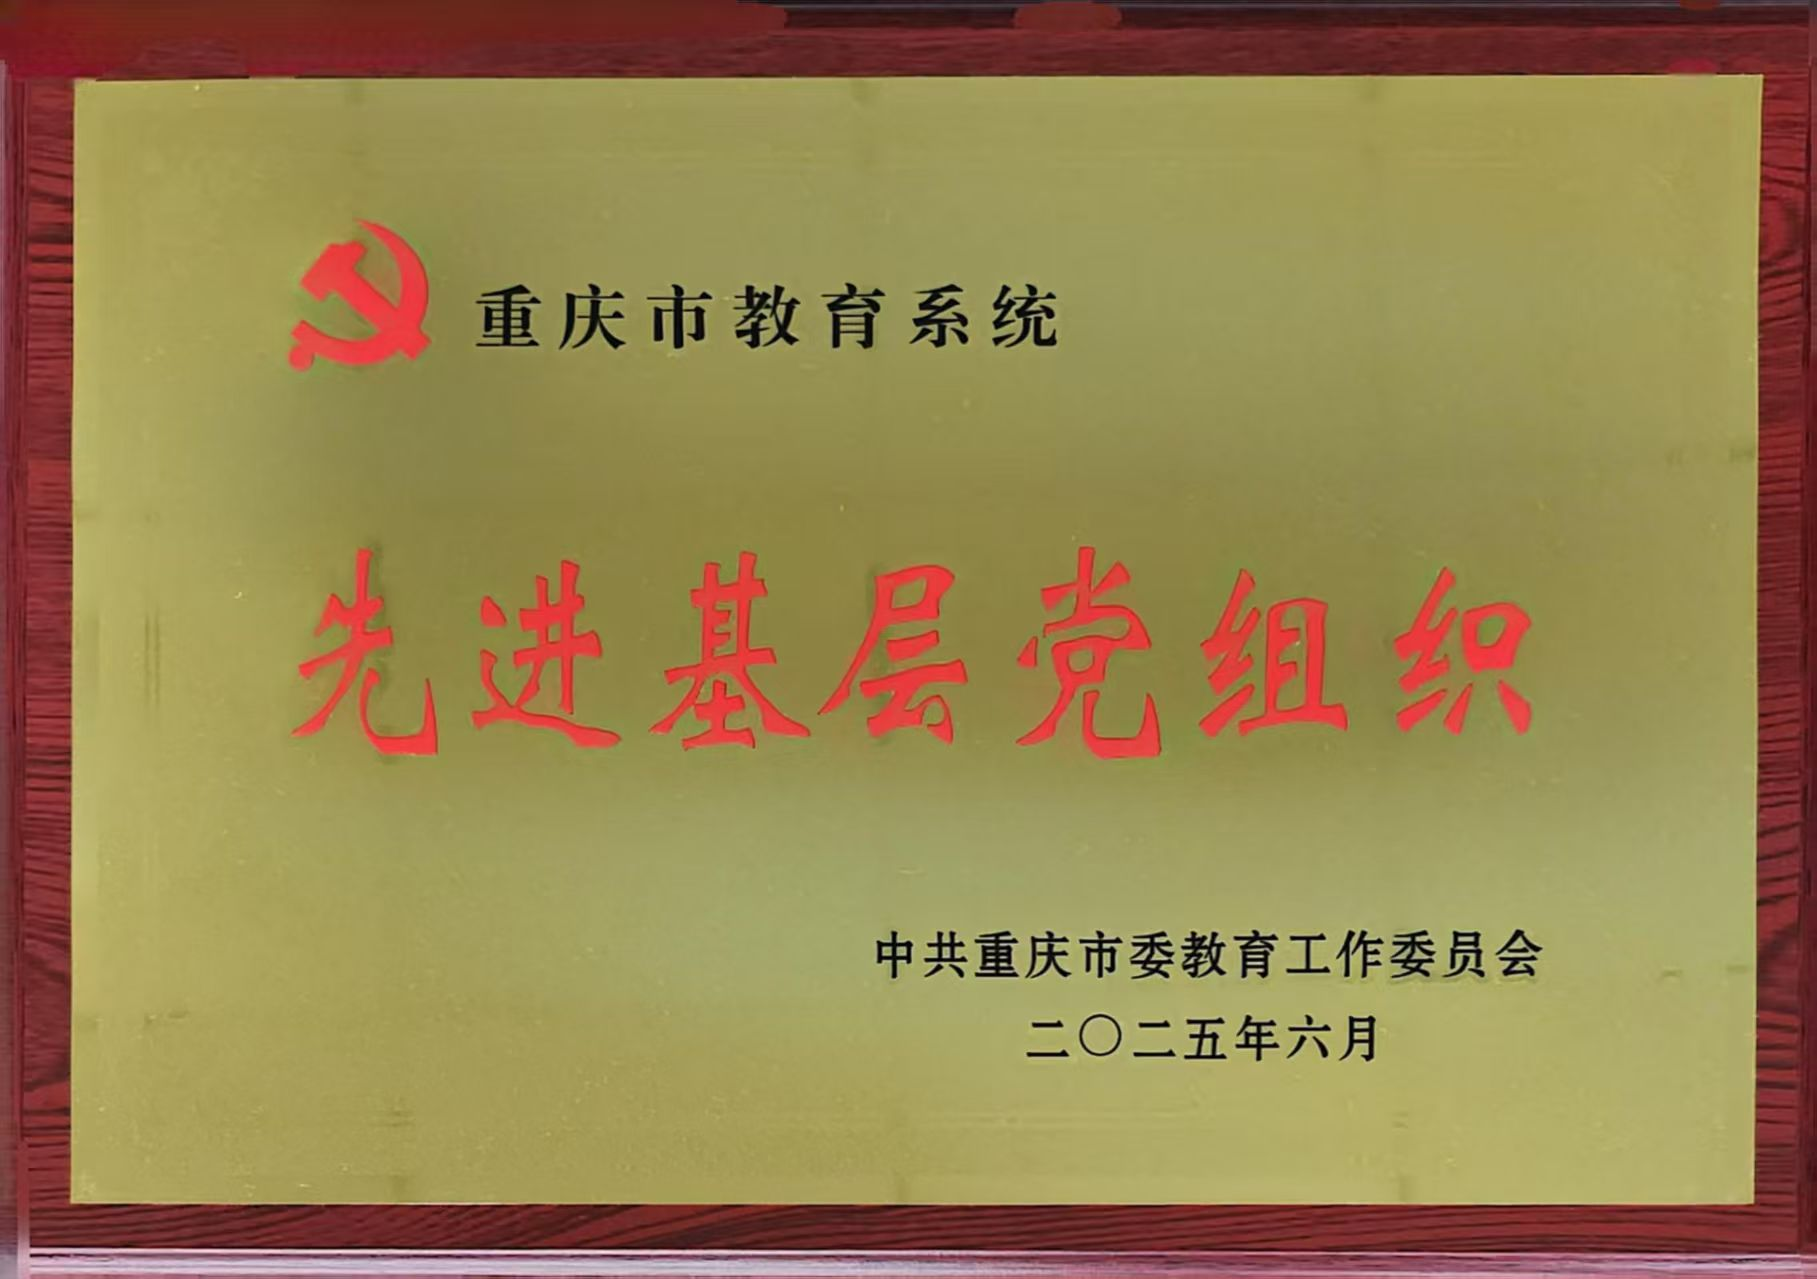 重庆市教育系统
先进基层党组织
中共重庆市委教育工作委员会
二〇二五年六月